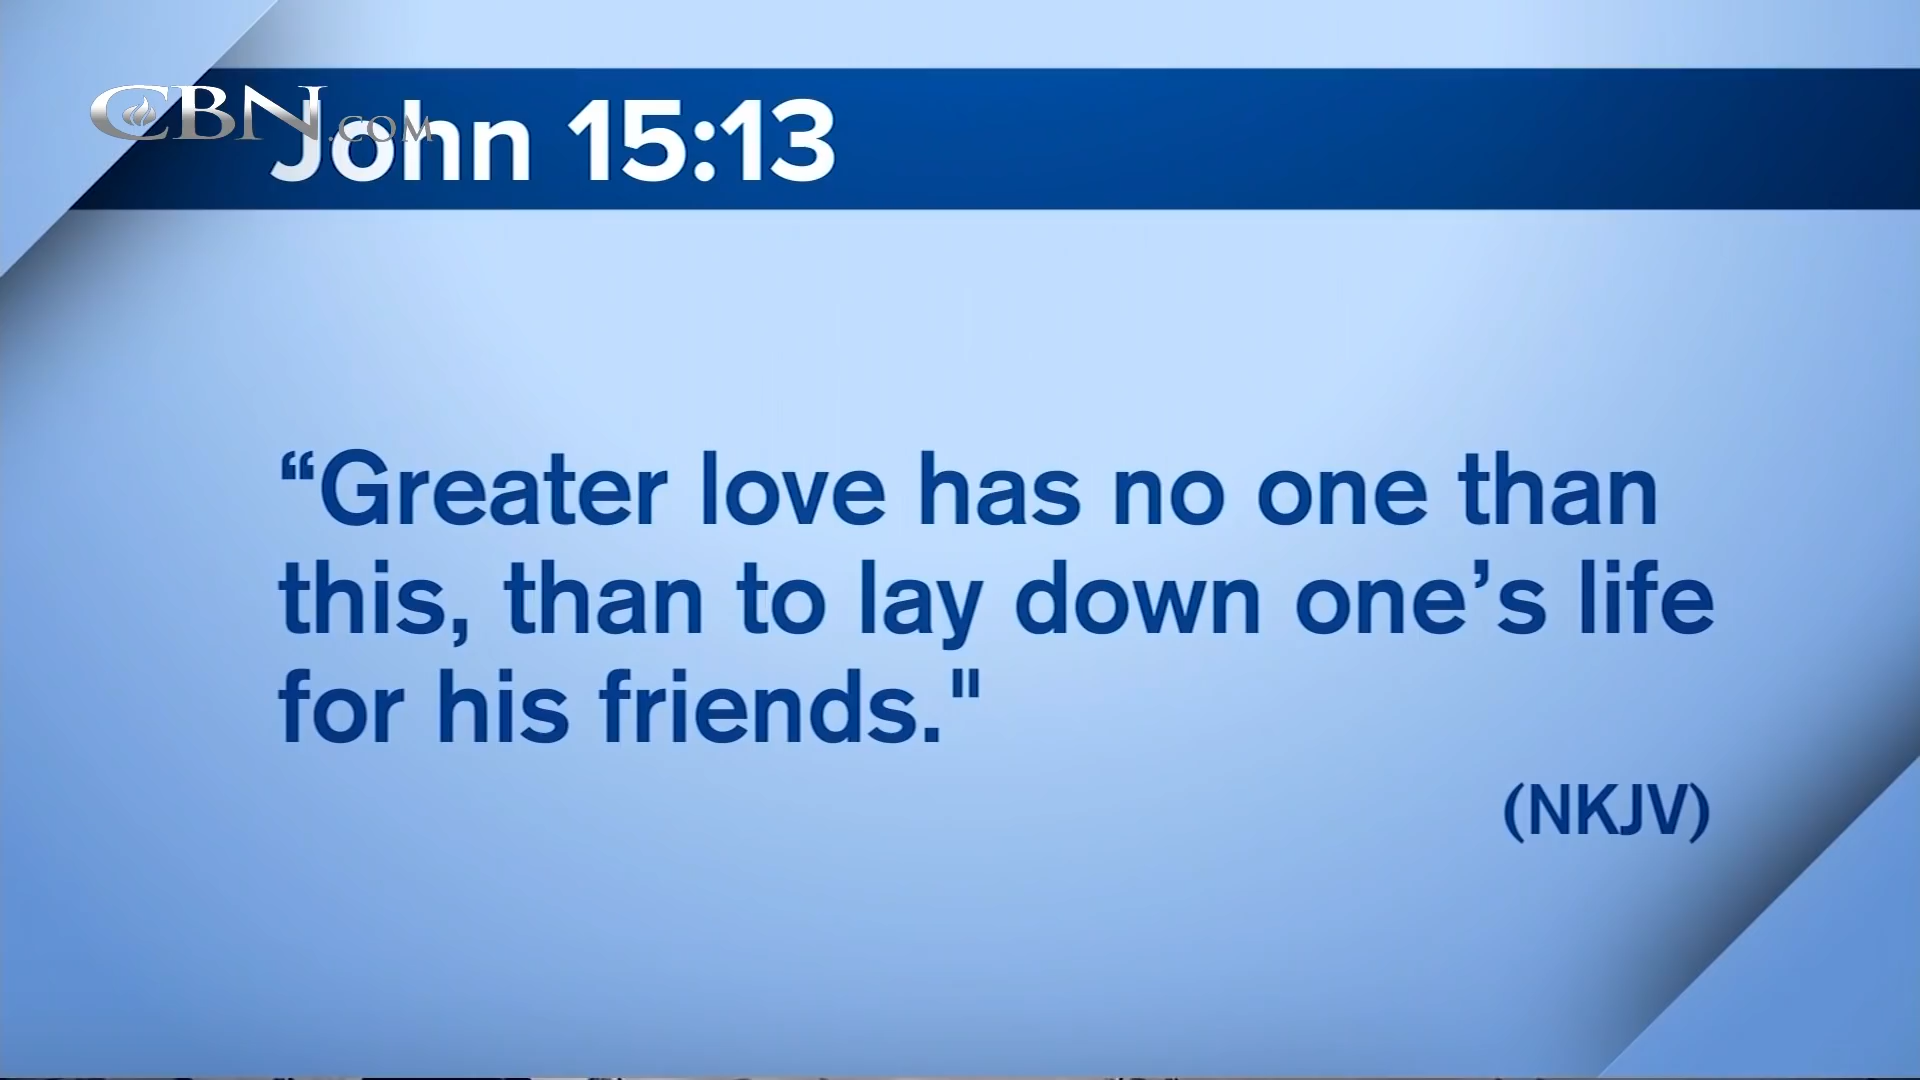 CBN.COM
John 15:13
“Greater love has no one than
this, than to lay down one’s life
for his friends."
(NKJV)